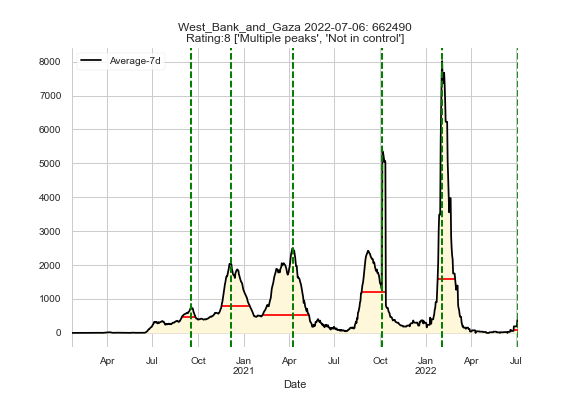 West_Bank_and_Gaza 2022-07-06: 662490
Rating:8 ['Multiple peaks', 'Not in control']
Average-7d
8000
7000
6000
5000
4000
3000
2000
1000
0
Apr Jul Oct Jan Apr Jul Oct Jan Apr Jul
2021 2022
Date